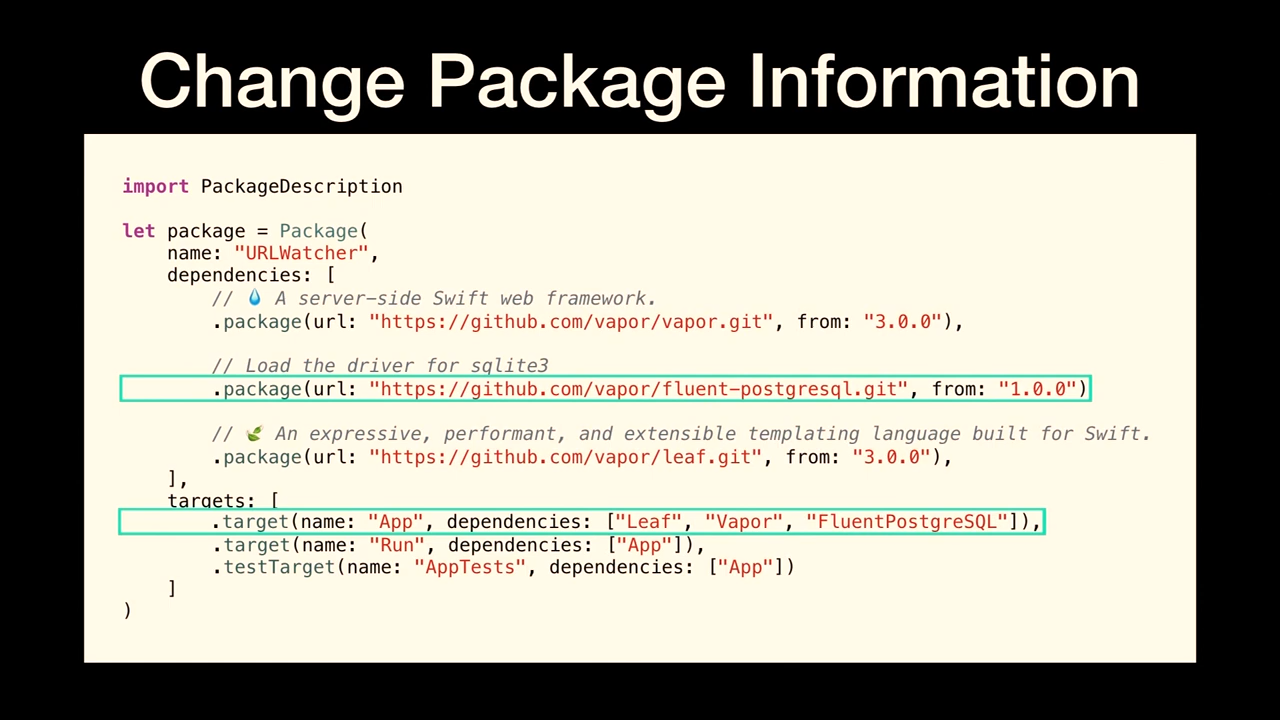 Change Package Information
import PackageDescription
let package = Package(
name: "URLWatcher",
dependencies: [
// 💧 A server-side Swift web framework.
.package(url: "https://github.com/vapor/vapor.git", from: "3.0.0"),
// Load the driver for sqlite3
.package(url: "https://github.com/vapor/fluent-postgresql.git", from: "1.0.0")
// 🍃 An expressive, performant, and extensible templating language built for Swift.
.package(url: "https://github.com/vapor/leaf.git", from: "3.0.0"),
],
targets: [
.target(name: "App", dependencies: ["Leaf", "Vapor", "FluentPostgreSQL"]),
.target(name: "Run", dependencies: ["App"]),
.testTarget(name: "AppTests", dependencies: ["App"])
]
)